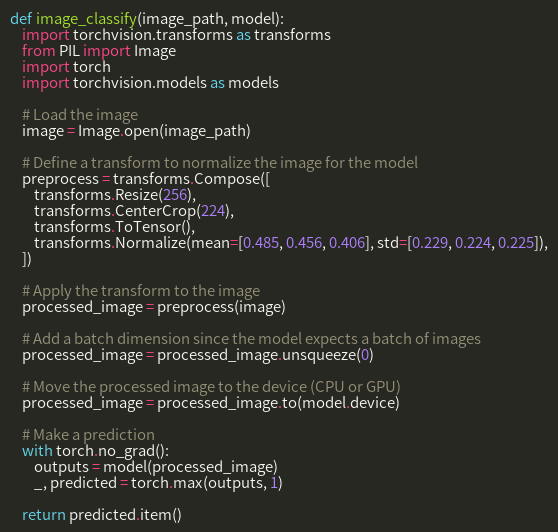 def image_classify(image_path, model):
    import torchvision.transforms as transforms
    from PIL import Image
    import torch
    import torchvision.models as models

    # Load the image
    image = Image.open(image_path)

    # Define a transform to normalize the image for the model
    preprocess = transforms.Compose([
        transforms.Resize(256),
        transforms.CenterCrop(224),
        transforms.ToTensor(),
        transforms.Normalize(mean=[0.485, 0.456, 0.406], std=[0.229, 0.224, 0.225]),
    ])

    # Apply the transform to the image
    processed_image = preprocess(image)

    # Add a batch dimension since the model expects a batch of images
    processed_image = processed_image.unsqueeze(0)

    # Move the processed image to the device (CPU or GPU)
    processed_image = processed_image.to(model.device)

    # Make a prediction
    with torch.no_grad():
        outputs = model(processed_image)
        _, predicted = torch.max(outputs, 1)

    return predicted.item()